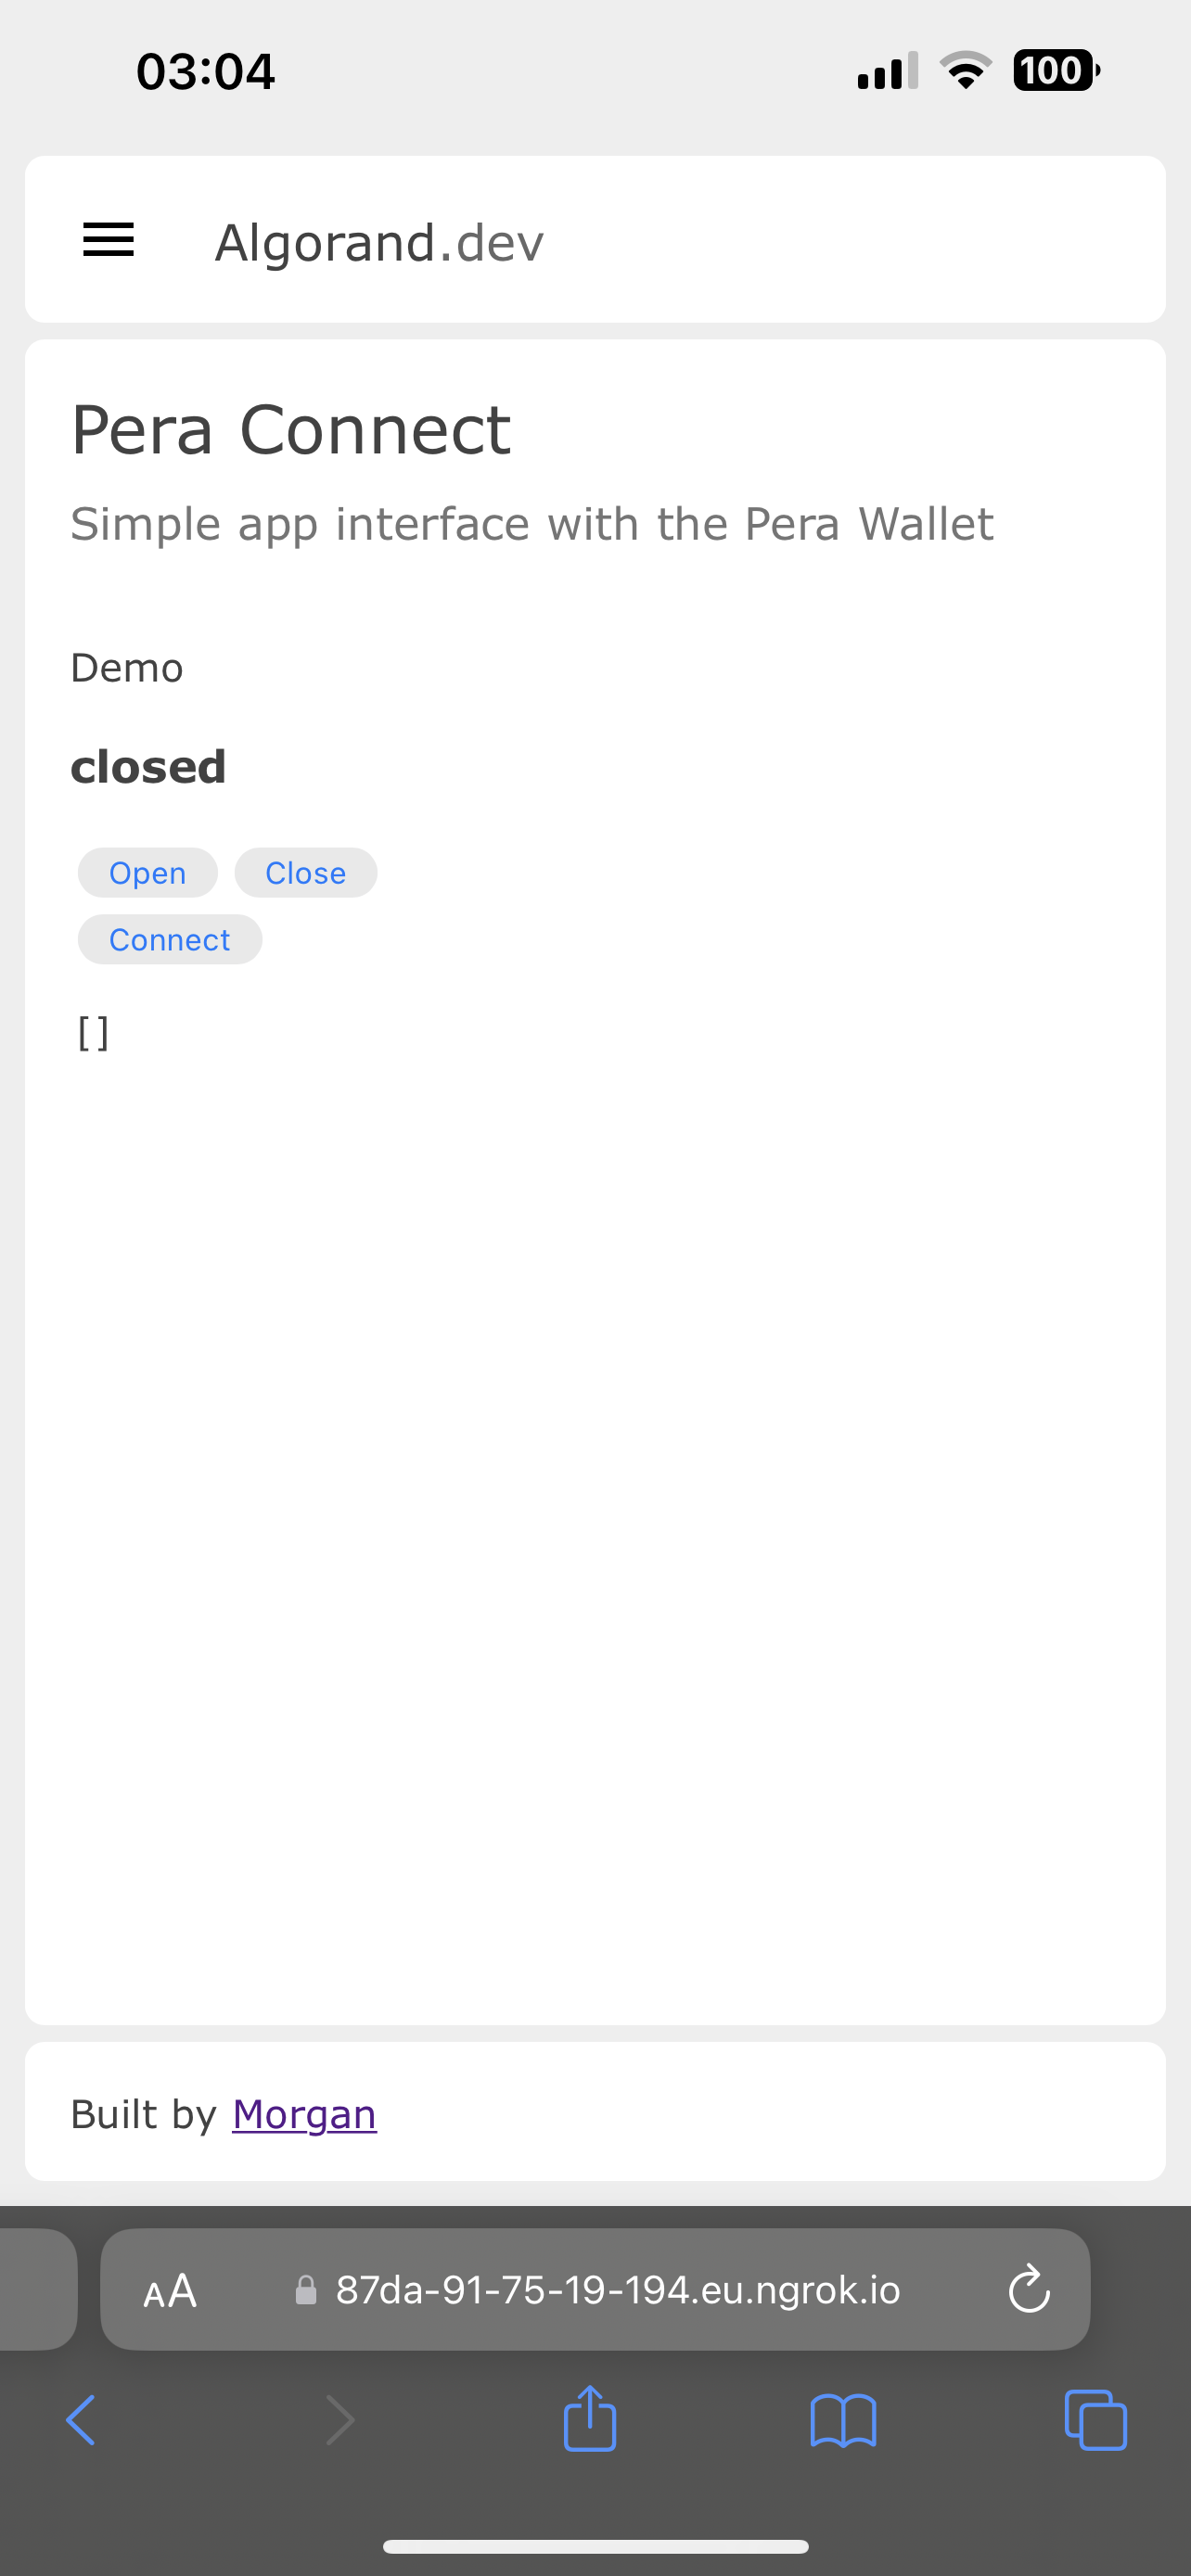 03:04 100
Algorand.dev
Pera Connect
Simple app interface with the Pera Wallet
Demo
closed
Open Close
Connect
[]
Built by Morgan
AA 87da-91-75-19-194.eu.ngrok.io